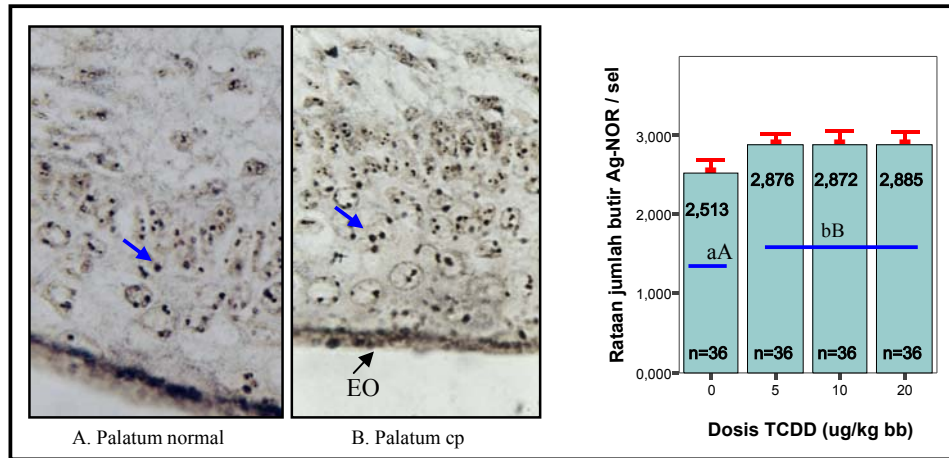 EO
A. Palatum normal
B. Palatum cp
Rataan jumlah butir Ag-NOR / sel
3,000
2,000
1,000
0,000
2,513
2,876
2,872
2,885
aA
bB
n=36
n=36
n=36
n=36
0
5
10
20
Dosis TCDD (ug/kg bb)